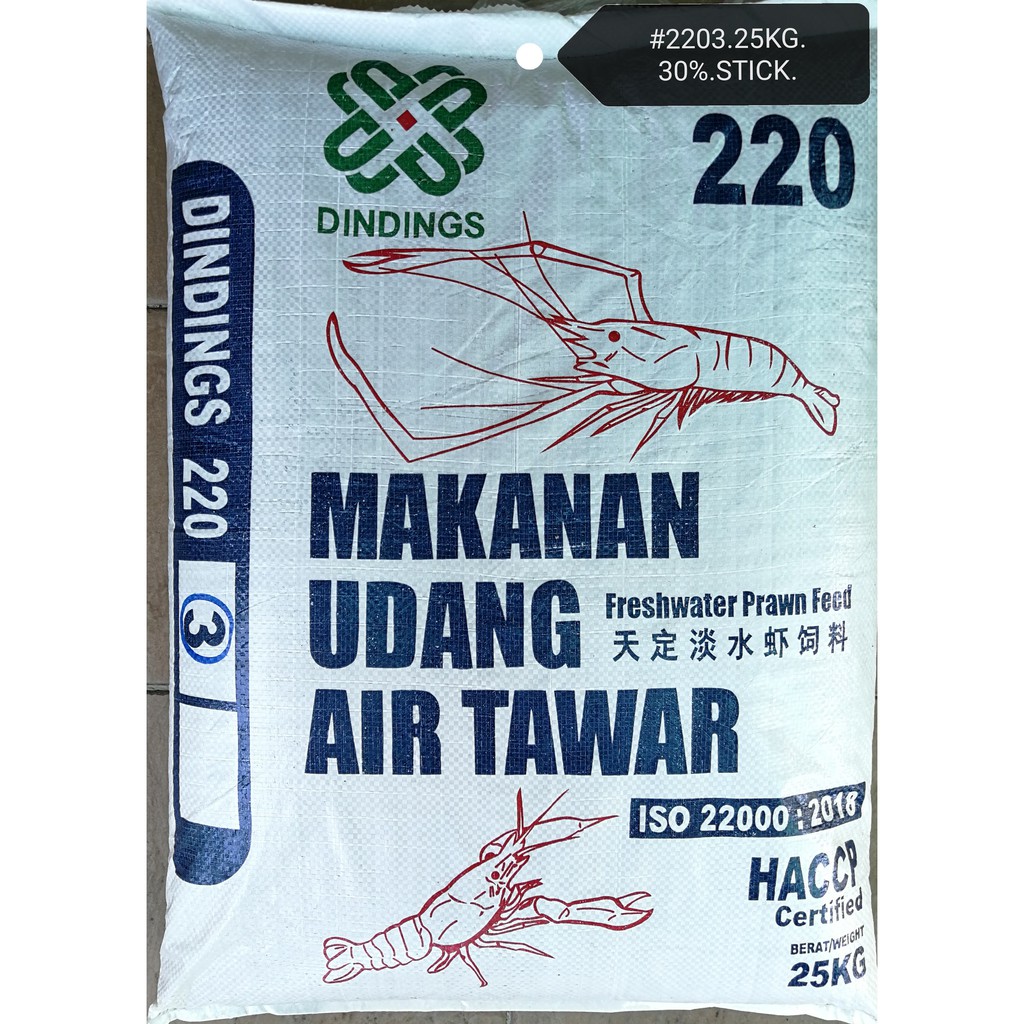 #2203.25KG.
30%.STICK.
220
DINDINGS
DINDINGS 220
3
MAKANAN
UDANG
AIR TAWAR
Freshwater Prawn Feed
天定淡水虾饲料
ISO 22000 : 2018
HACCP
Certified
BERAT/WEIGHT
25KG